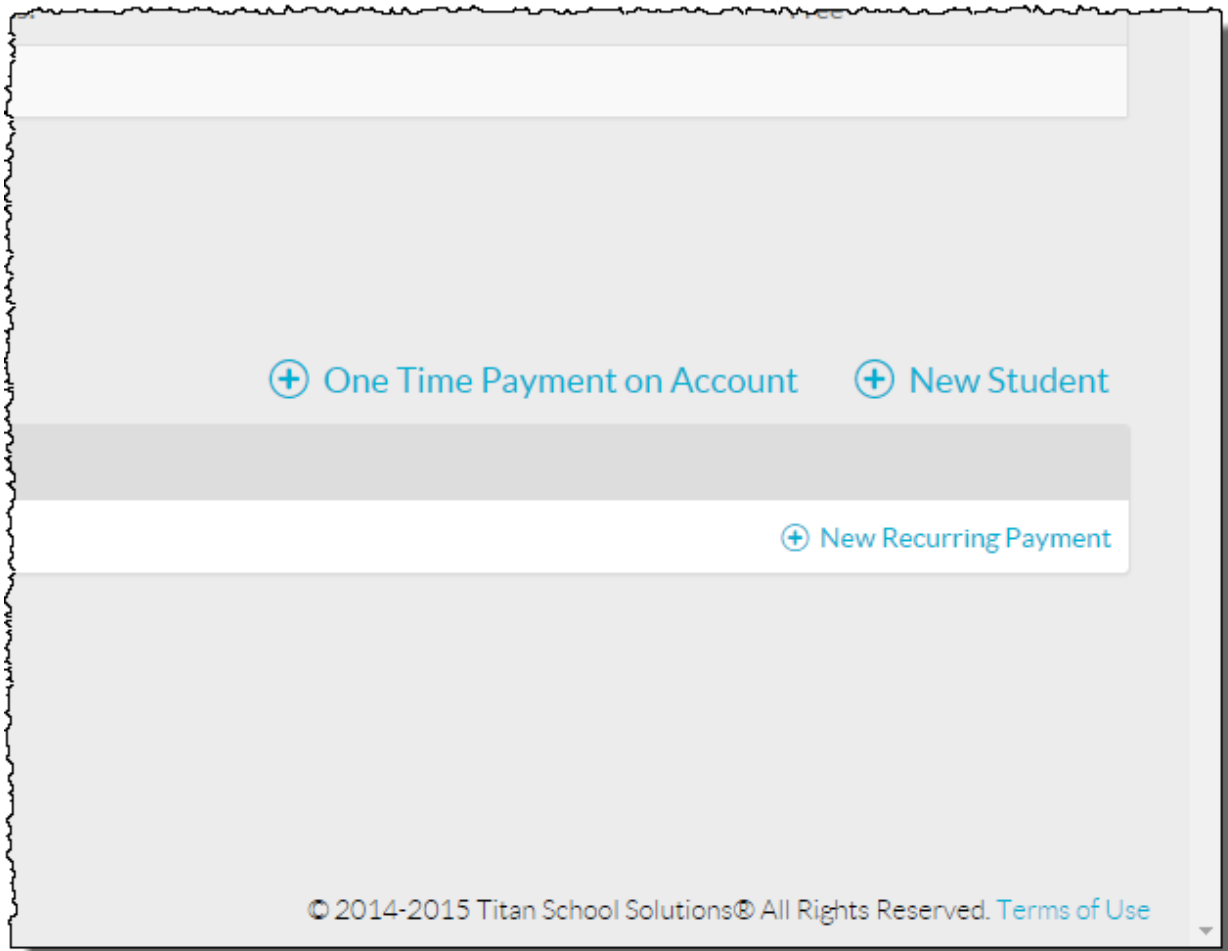 One Time Payment on Account New Student
New Recurring Payment
© 2014-2015 Titan School Solutions® All Rights Reserved. Terms of Use